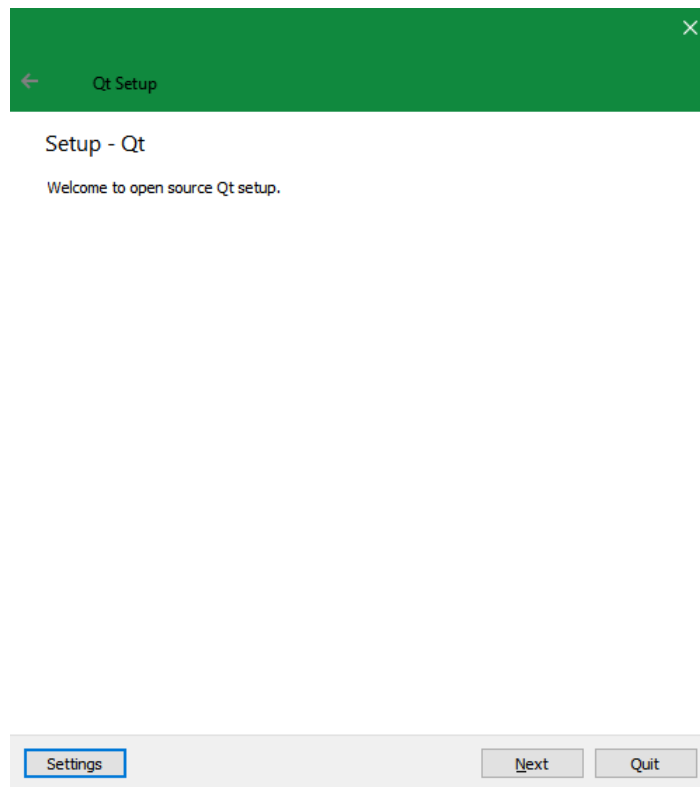 Qt Setup
Setup - Qt
Welcome to open source Qt setup.
Settings
Next
Quit